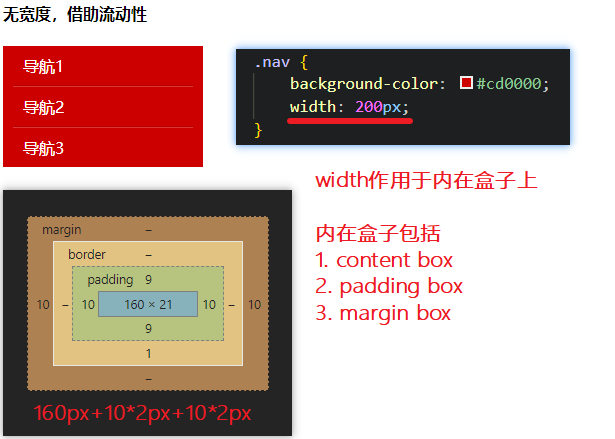 无宽度，借助流动性
导航1
导航2
导航3
.nav {
background-color: #cd0000;
width: 200px;
}
width作用于内在盒子上
内在盒子包括
1. content box
2. padding box
3. margin box
margin –
border –
padding 9
10 – 10 160 × 21 10 – 10
9
1
–
160px+10*2px+10*2px